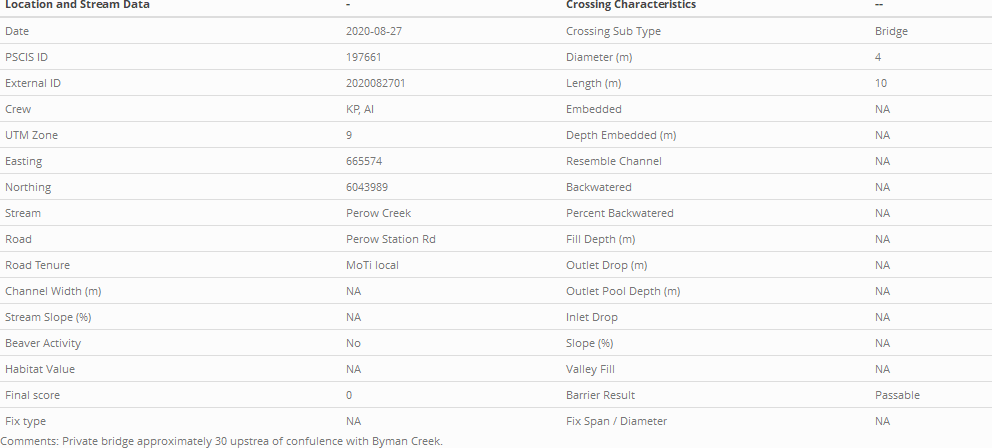 Location and Stream Data - Crossing Characteristics --
Date 2020-08-27 Crossing Sub Type Bridge
PSCIS ID 197661 Diameter (m) 4
External ID 2020082701 Length (m) 10
Crew KP, AI Embedded NA
UTM Zone 9 Depth Embedded (m) NA
Easting 665574 Resemble Channel NA
Northing 6043989 Backwatered NA
Stream Perow Creek Percent Backwatered NA
Road Perow Station Rd Fill Depth (m) NA
Road Tenure MoTi local Outlet Drop (m) NA
Channel Width (m) NA Outlet Pool Depth (m) NA
Stream Slope (%) NA Inlet Drop NA
Beaver Activity No Slope (%) NA
Habitat Value NA Valley Fill NA
Final score 0 Barrier Result Passable
Fix type NA Fix Span / Diameter NA
Comments: Private bridge approximately 30 upstrea of confulence with Byman Creek.